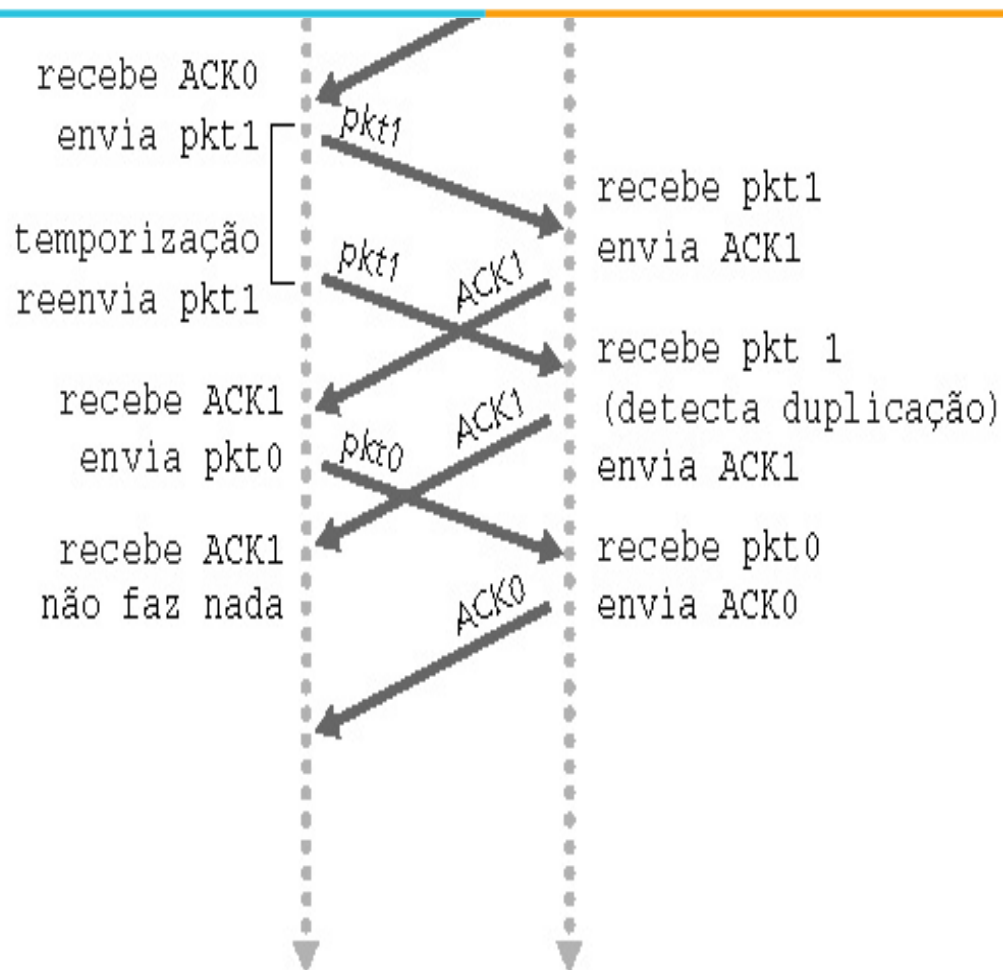 recebe ACK0
envia pkt1
pkt1
recebe pkt1
envia ACK1
temporização
reenvia pkt1
pkt1
ACK1
recebe pkt 1
(detecta duplicação)
envia ACK1
recebe ACK1
envia pkt0
pkt0
ACK1
recebe ACK1
não faz nada
recebe pkt0
envia ACK0
ACK0